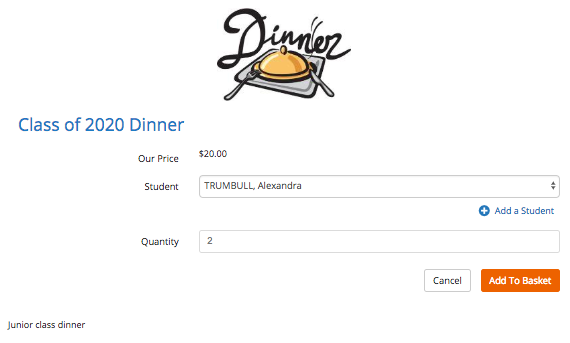 Dinner
Class of 2020 Dinner
Our Price $20.00
Student TRUMBULL, Alexandra
Add a Student
Quantity 2
Cancel Add To Basket
Junior class dinner